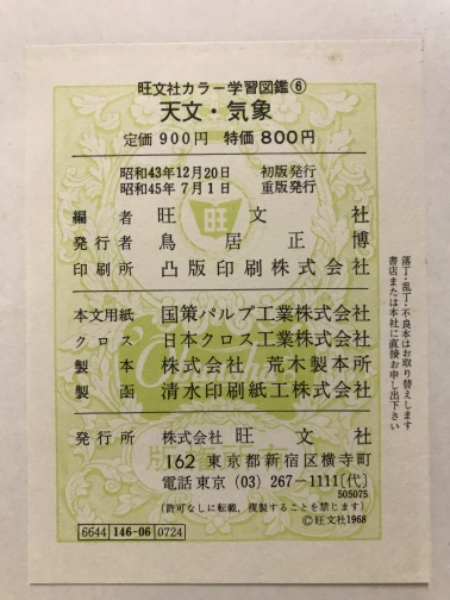 旺文社カラー学習図鑑⑥
天文・気象
定価900円 特価800円
昭和43年12月20日 初版発行
昭和45年7月1日 重版発行
編者 旺文社
発行者 鳥居正博
印刷所 凸版印刷株式会社
本文用紙 国策パルプ工業株式会社
クロス 日本クロス工業株式会社
製本 株式会社 荒木製本所
製函 清水印刷紙工株式会社
発行所 株式会社 旺文社
162 東京都新宿区横寺町
電話東京 (03) 267-1111〔代〕
505075
(許可なしに転載, 複製することを禁じます)
©旺文社1968
6644 146-06 0724
落丁・乱丁・不良本はお取り替えします
書店または本社に直接お申し出下さい
旺